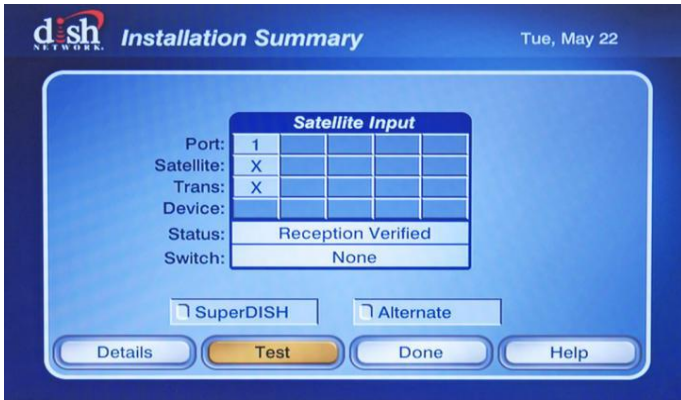 dish
NETWORK.
Installation Summary
Tue, May 22
Satellite Input
Port: 1
Satellite: X
Trans: X
Device:
Status: Reception Verified
Switch: None
SuperDISH
Alternate
Details
Test
Done
Help